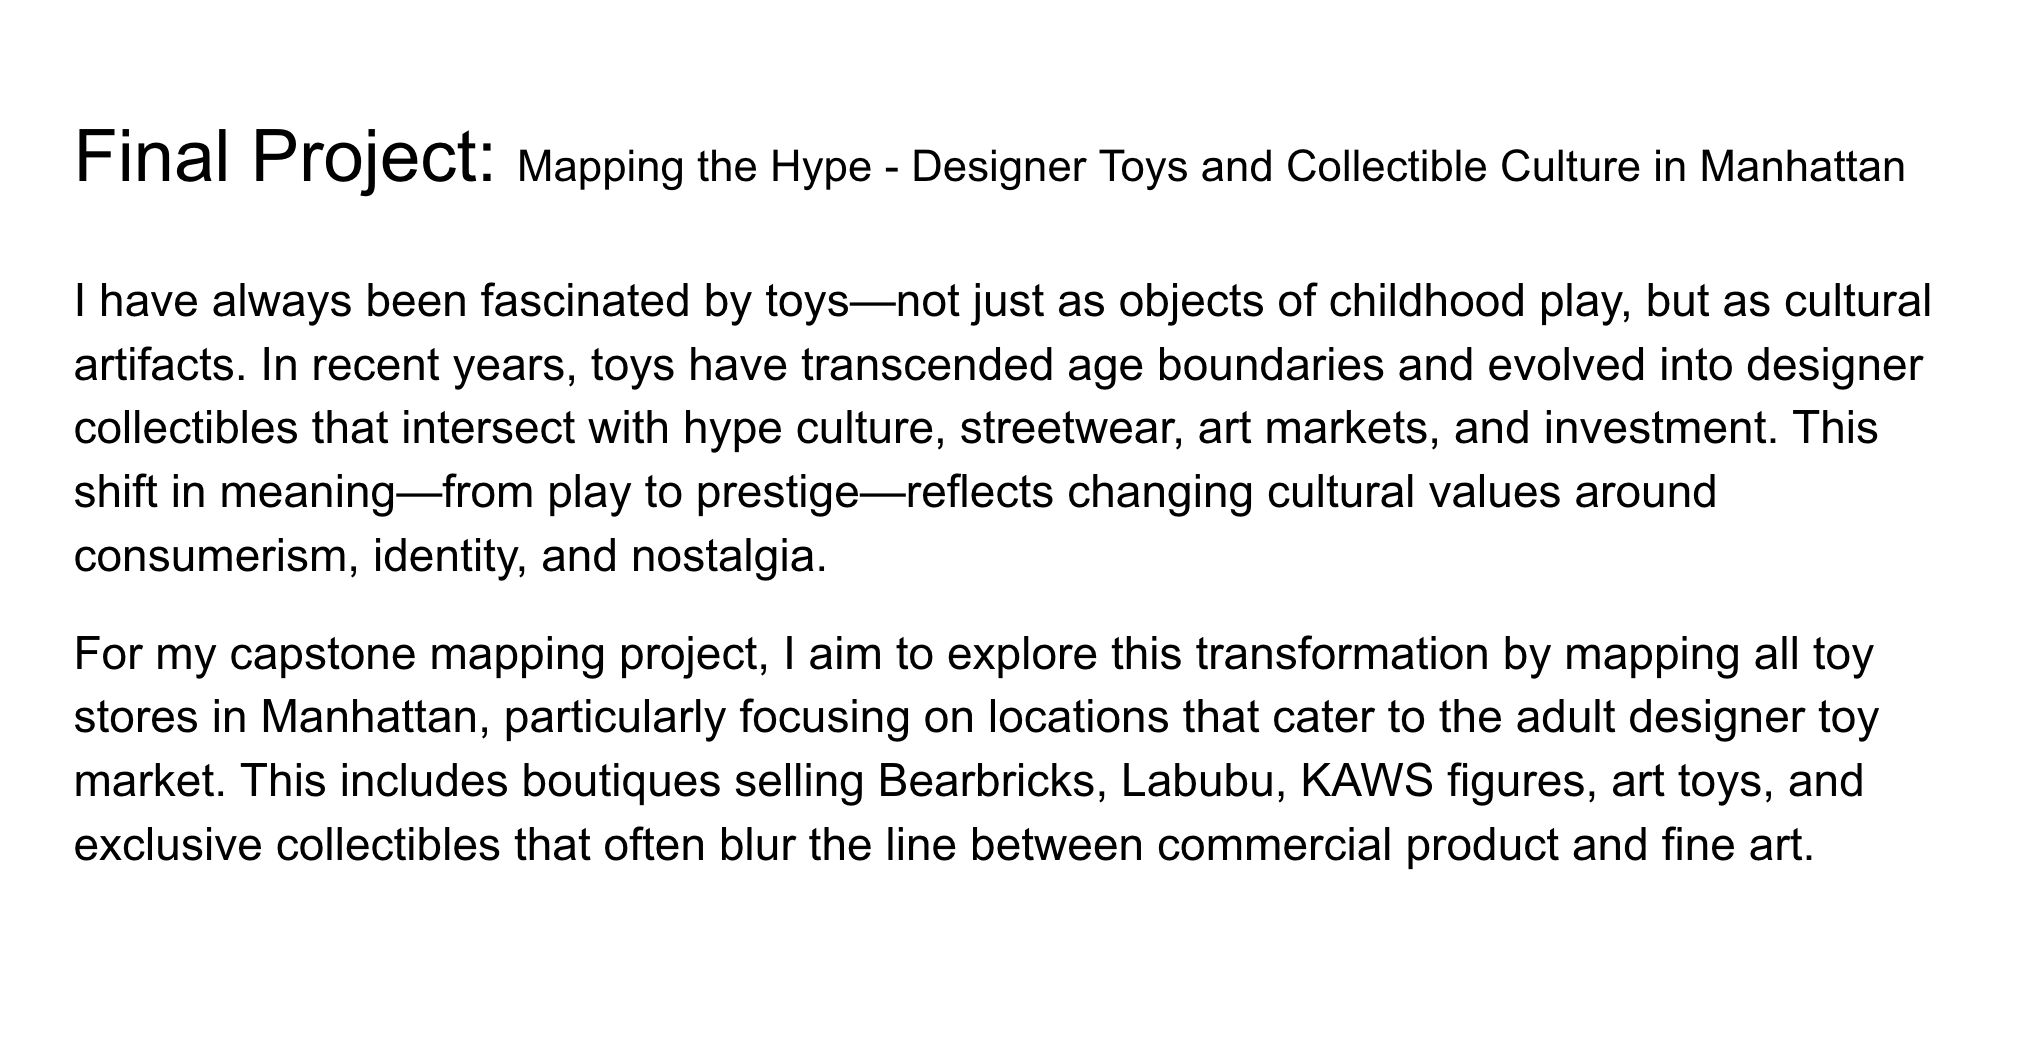 Final Project: Mapping the Hype - Designer Toys and Collectible Culture in Manhattan
I have always been fascinated by toys—not just as objects of childhood play, but as cultural
artifacts. In recent years, toys have transcended age boundaries and evolved into designer
collectibles that intersect with hype culture, streetwear, art markets, and investment. This
shift in meaning—from play to prestige—reflects changing cultural values around
consumerism, identity, and nostalgia.
For my capstone mapping project, I aim to explore this transformation by mapping all toy
stores in Manhattan, particularly focusing on locations that cater to the adult designer toy
market. This includes boutiques selling Bearbricks, Labubu, KAWS figures, art toys, and
exclusive collectibles that often blur the line between commercial product and fine art.